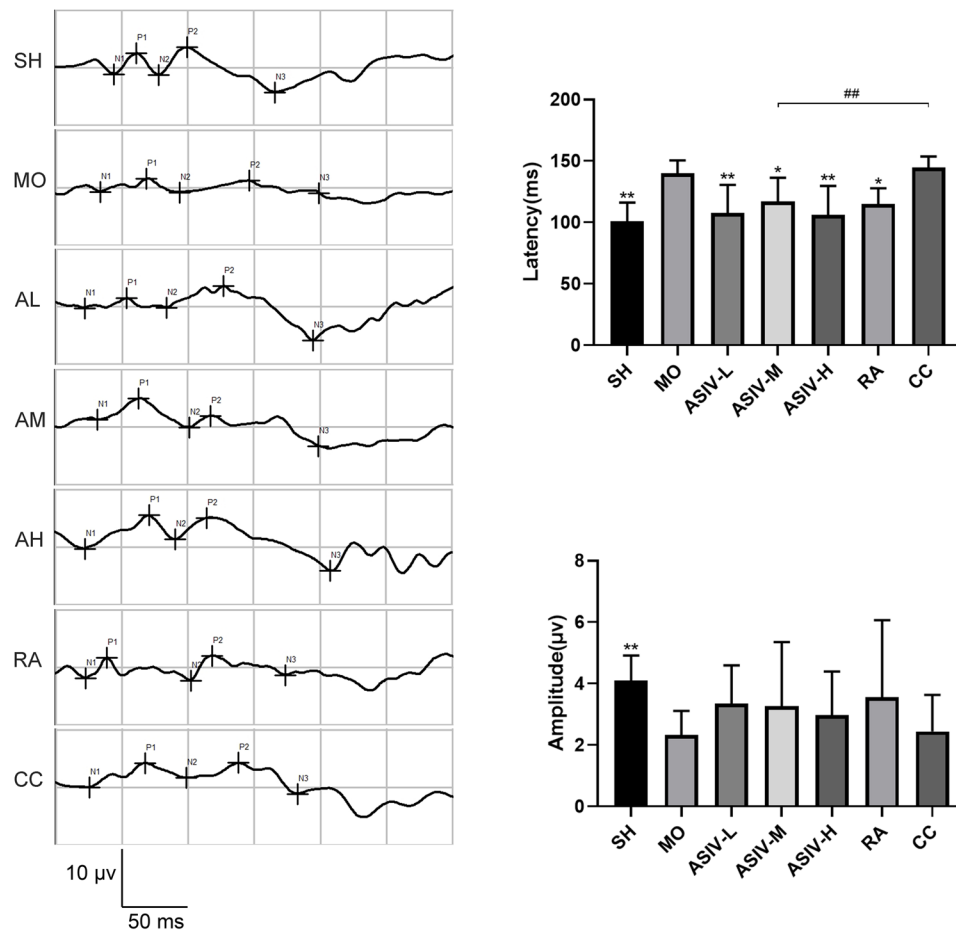 SH
N1
P1
N2
P2
N3
MO
N1
P1
N2
P2
N3
AL
N1
P1
N2
P2
N3
AM
N1
P1
N2
P2
N3
AH
N1
P1
N2
P2
N3
RA
N1
P1
N2
P2
N3
CC
N1
P1
N2
P2
N3
10 μv
50 ms
Latency(ms)
200
150
100
50
0
**
**
*
**
*
##
SH
MO
ASIV-L
ASIV-M
ASIV-H
RA
CC
Amplitude(μv)
8
6
4
2
0
**
SH
MO
ASIV-L
ASIV-M
ASIV-H
RA
CC